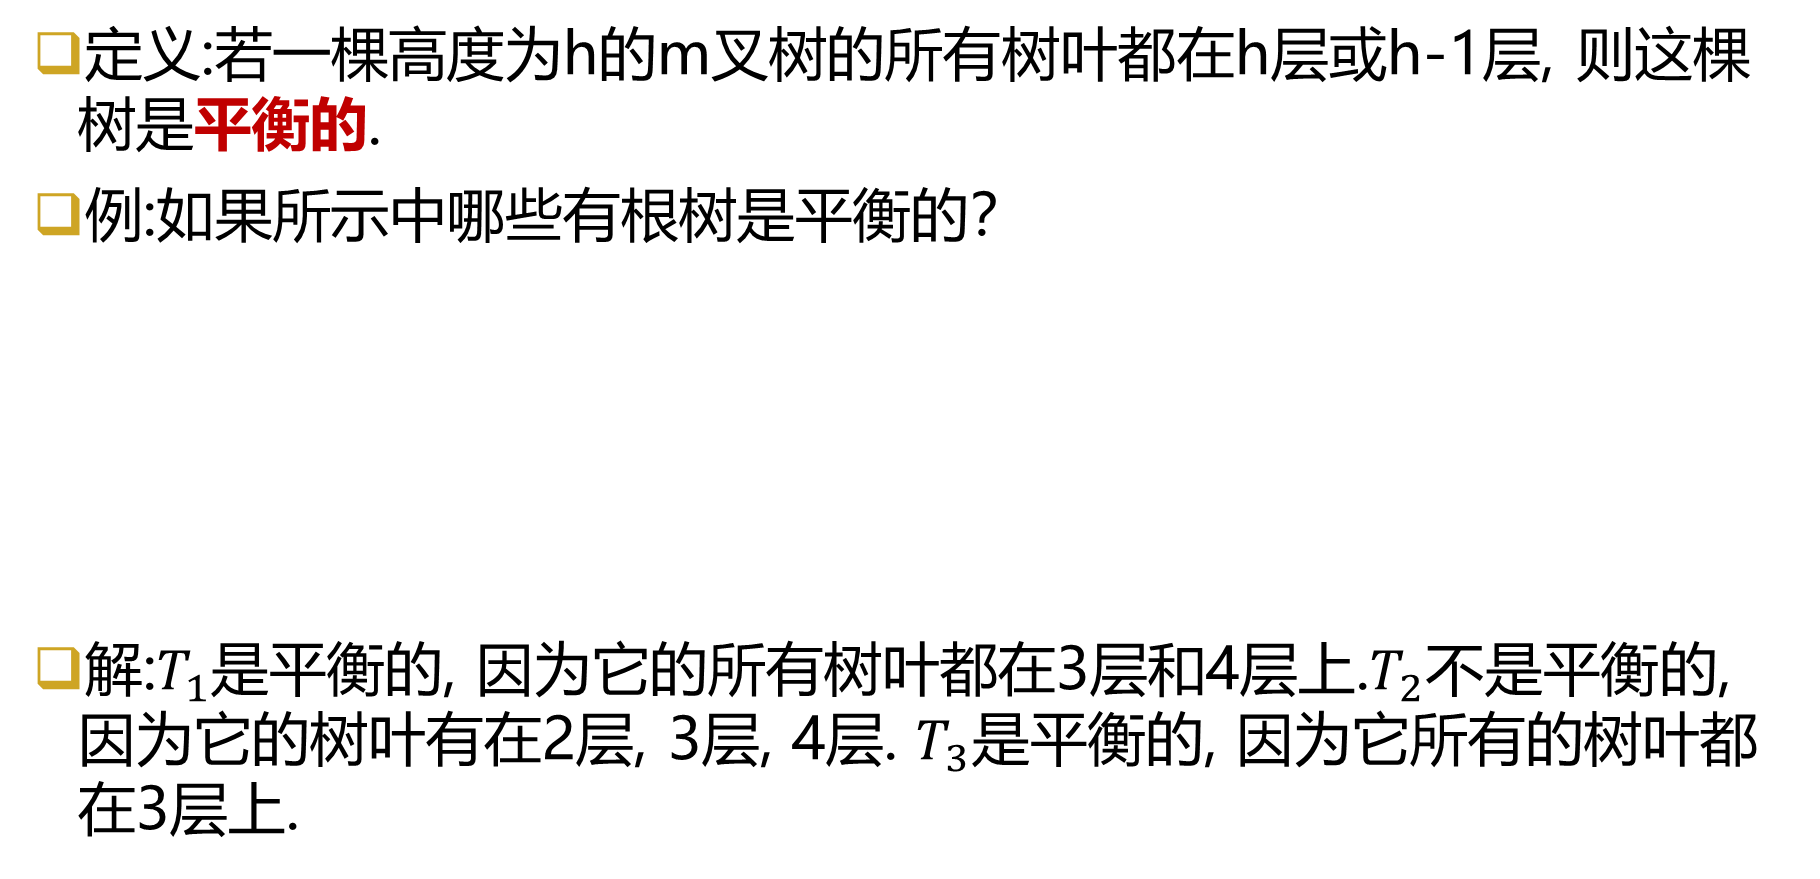 定义:若一棵高度为h的m叉树的所有树叶都在h层或h-1层, 则这棵
树是平衡的.
例:如果所示中哪些有根树是平衡的?
解:T₁是平衡的, 因为它的所有树叶都在3层和4层上.T₂不是平衡的,
因为它的树叶有在2层, 3层, 4层. T₃是平衡的, 因为它所有的树叶都
在3层上.